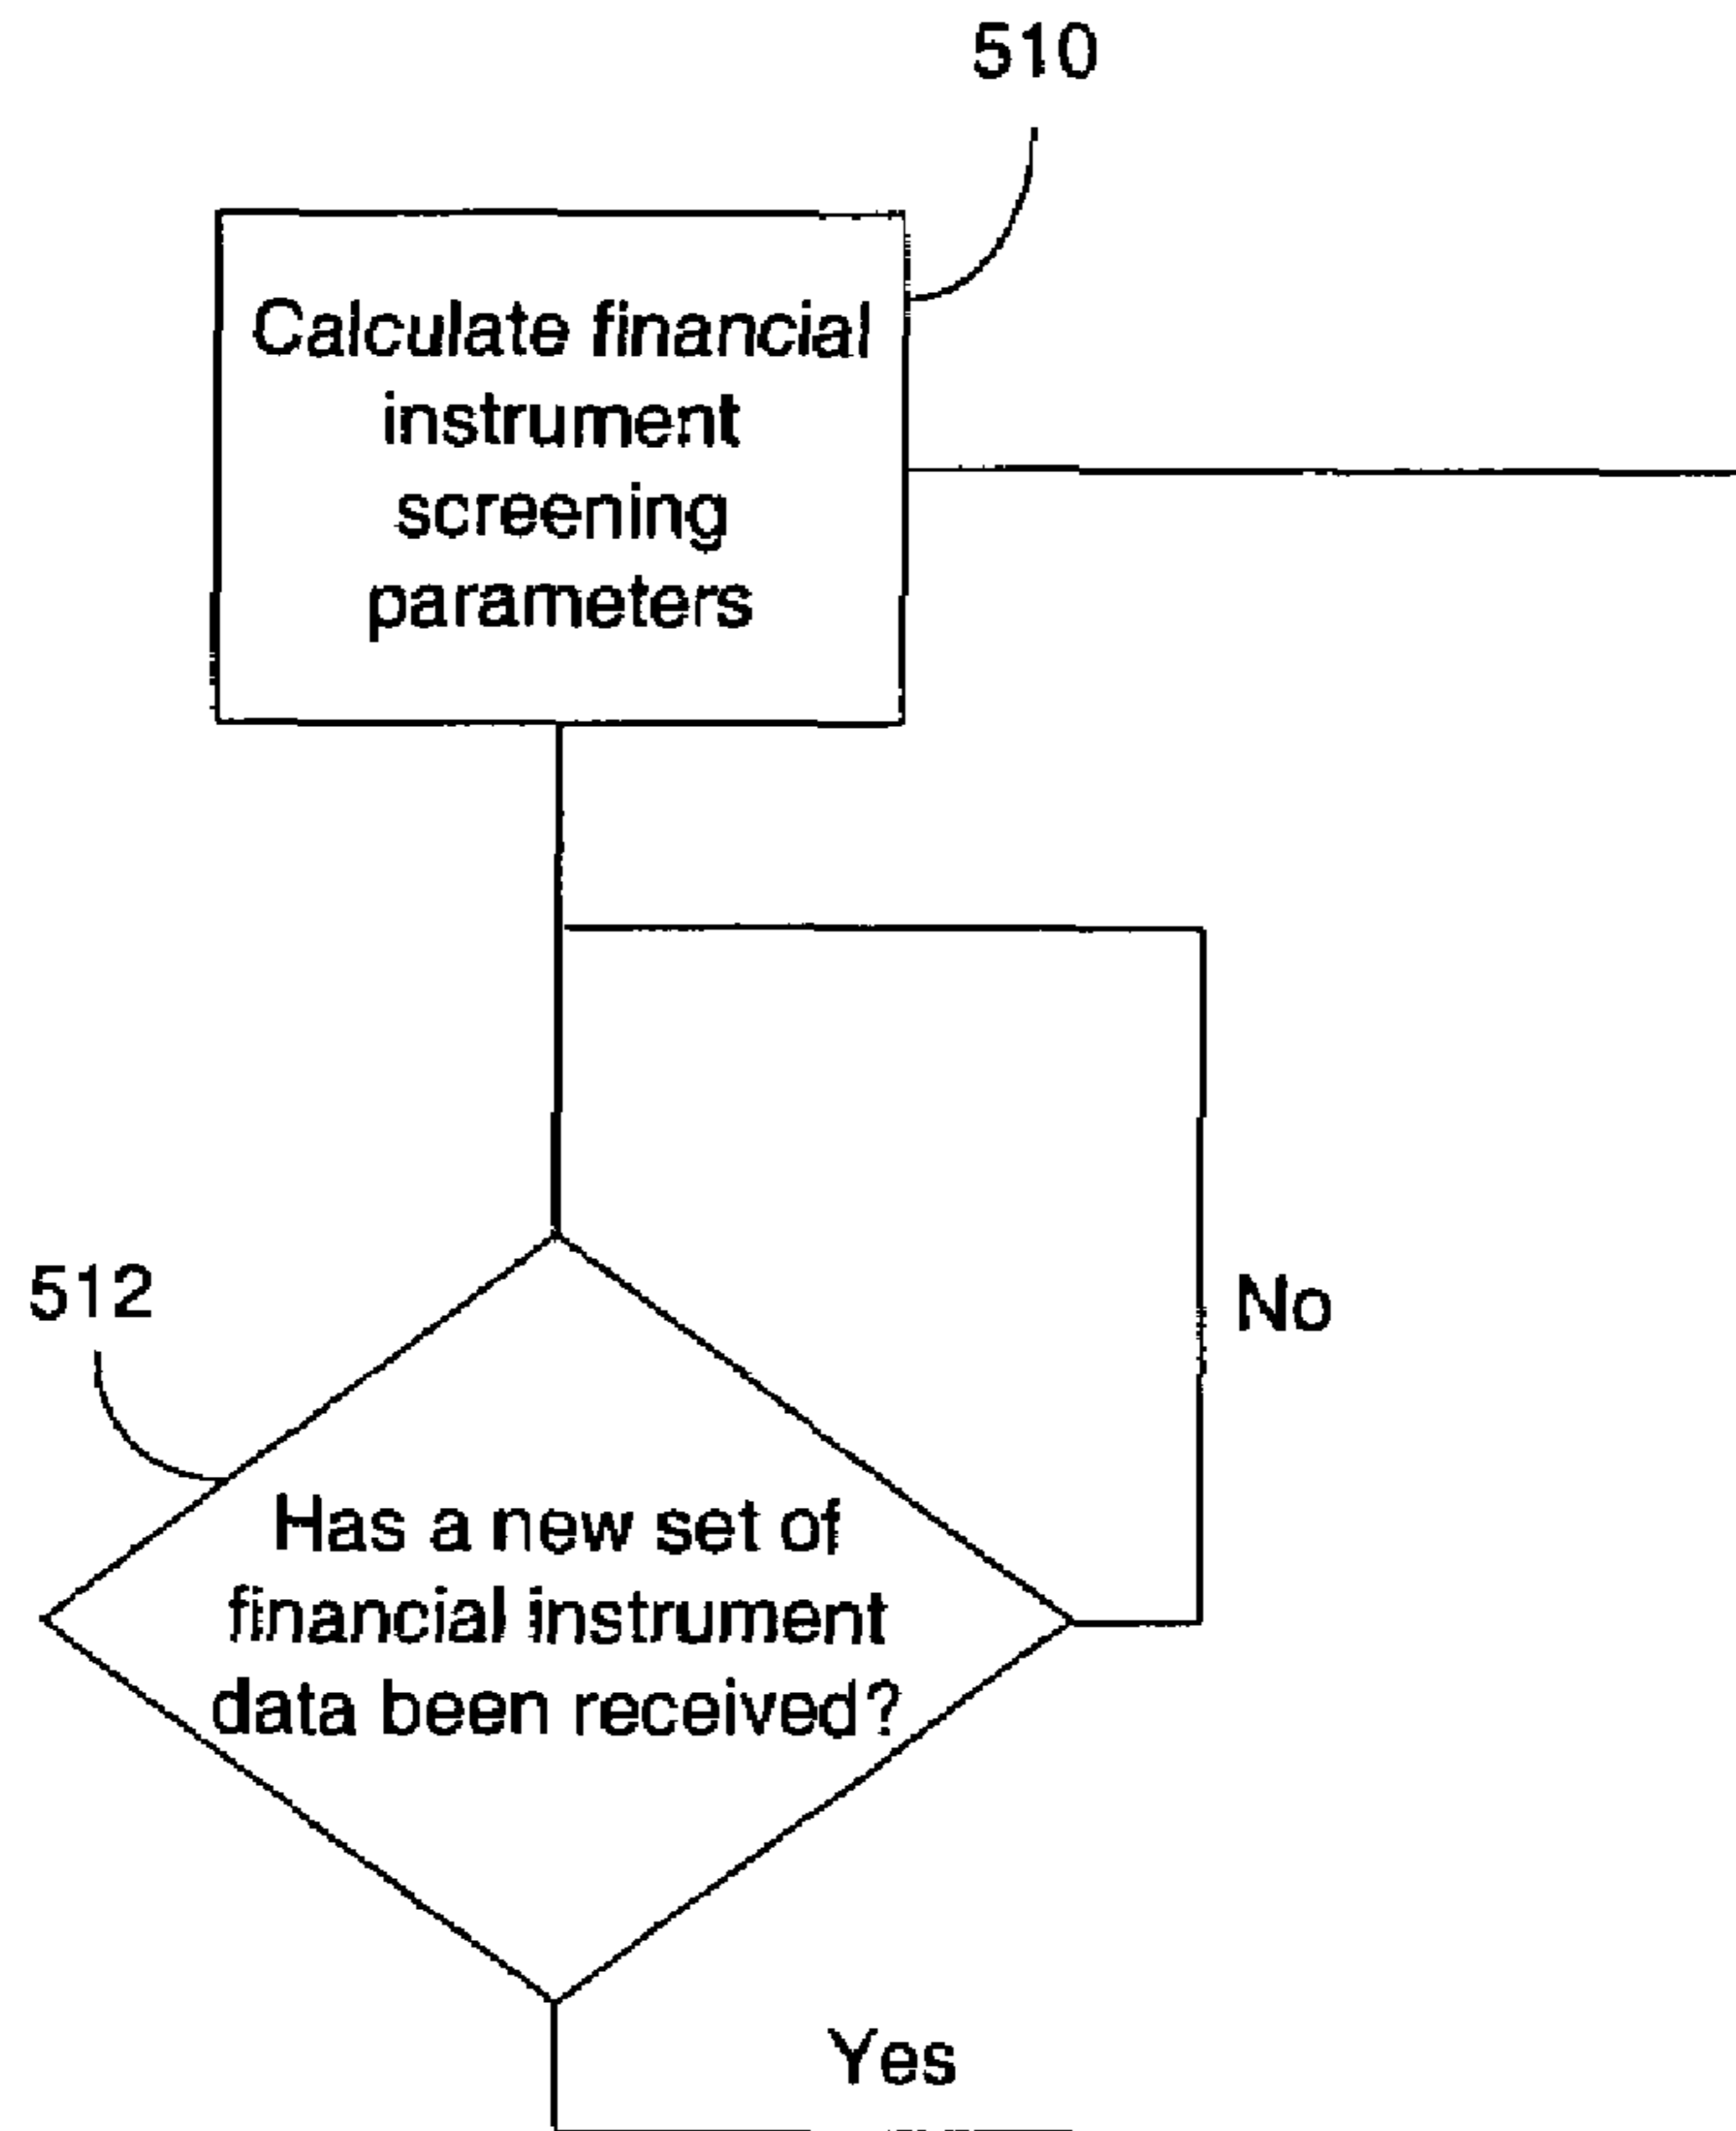 510
Calculate financial
instrument
screening
parameters
512
No
Has a new set of
financial instrument
data been received?
Yes